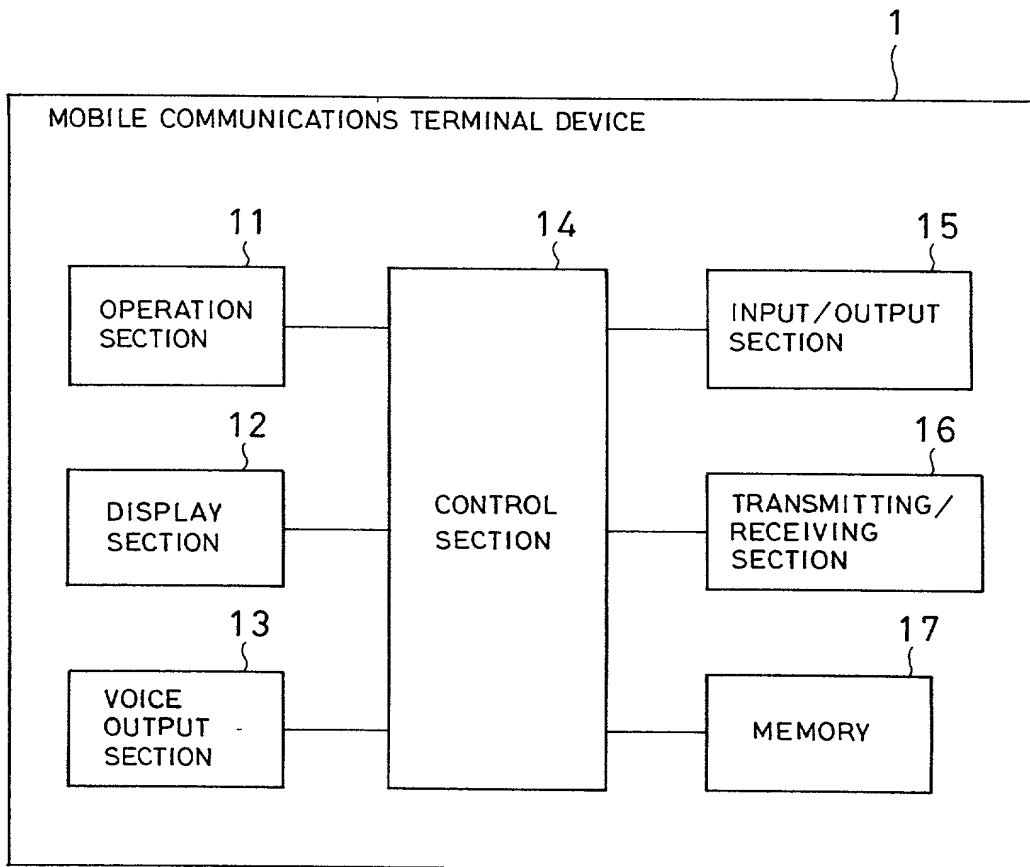 1
MOBILE COMMUNICATIONS TERMINAL DEVICE
11
OPERATION
SECTION
12
DISPLAY
SECTION
13
VOICE
OUTPUT
SECTION
14
CONTROL
SECTION
15
INPUT/OUTPUT
SECTION
16
TRANSMITTING/
RECEIVING
SECTION
17
MEMORY